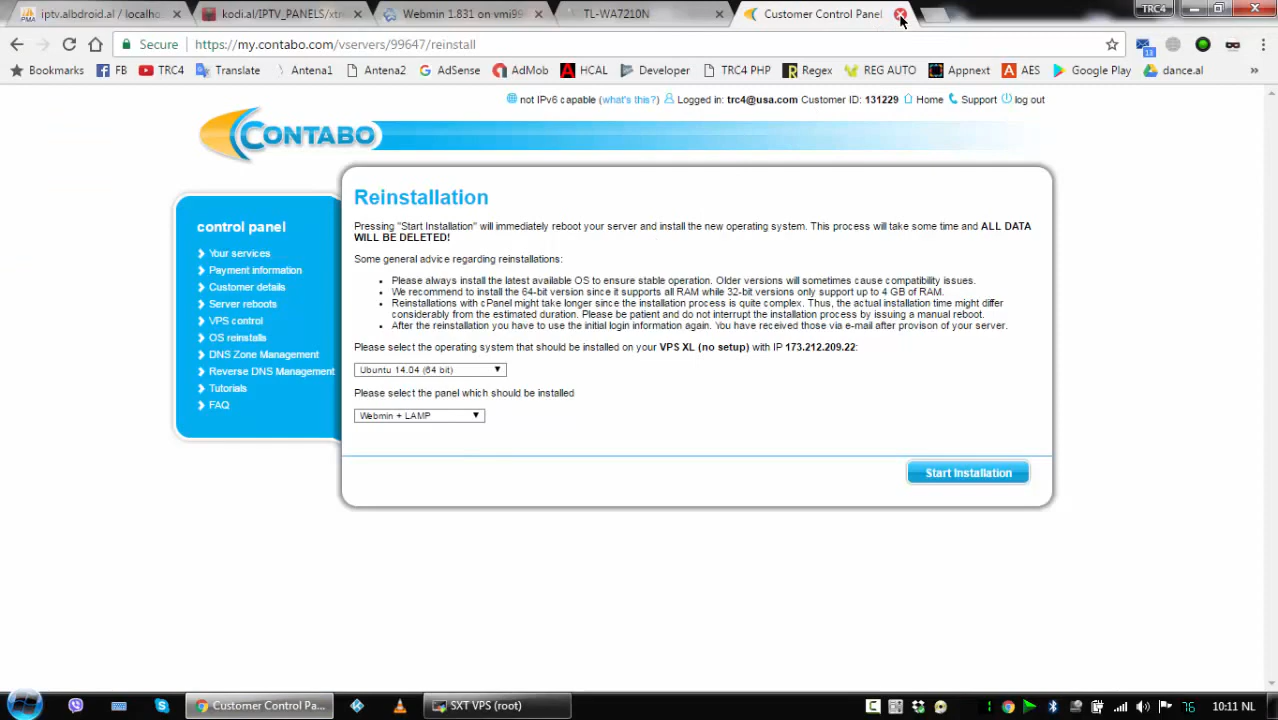 iptv.albdroid.al / localho
kodi.al/IPTV_PANELS/xtre
Webmin 1.831 on vmi99
TL-WA7210N
Customer Control Panel
TRC4
Secure
https://my.contabo.com/vservers/99647/reinstall
13
Bookmarks
FB
TRC4
Translate
Antena1
Antena2
AdSense
AdMob
HCAL
Developer
TRC4 PHP
Regex
REG AUTO
Appnext
AES
Google Play
dance.al
»
not IPv6 capable (what's this?) Logged in: trc4@usa.com Customer ID: 131229 Home Support log out
CONTABO
control panel
Your services
Payment information
Customer details
Server reboots
VPS control
OS reinstalls
DNS Zone Management
Reverse DNS Management
Tutorials
FAQ
Reinstallation
Pressing "Start Installation" will immediately reboot your server and install the new operating system. This process will take some time and ALL DATA
WILL BE DELETED!
Some general advice regarding reinstallations:
• Please always install the latest available OS to ensure stable operation. Older versions will sometimes cause compatibility issues.
• We recommend to install the 64-bit version since it supports all RAM while 32-bit versions only support up to 4 GB of RAM.
• Reinstallations with cPanel might take longer since the installation process is quite complex. Thus, the actual installation time might differ
considerably from the estimated duration. Please be patient and do not interrupt the installation process by issuing a manual reboot.
• After the reinstallation you have to use the initial login information again. You have received those via e-mail after provison of your server.
Please select the operating system that should be installed on your VPS XL (no setup) with IP 173.212.209.22:
Ubuntu 14.04 (64 bit)
Please select the panel which should be installed
Webmin + LAMP
Start Installation
Customer Control Pa...
SXT VPS (root)
76
10:11 NL